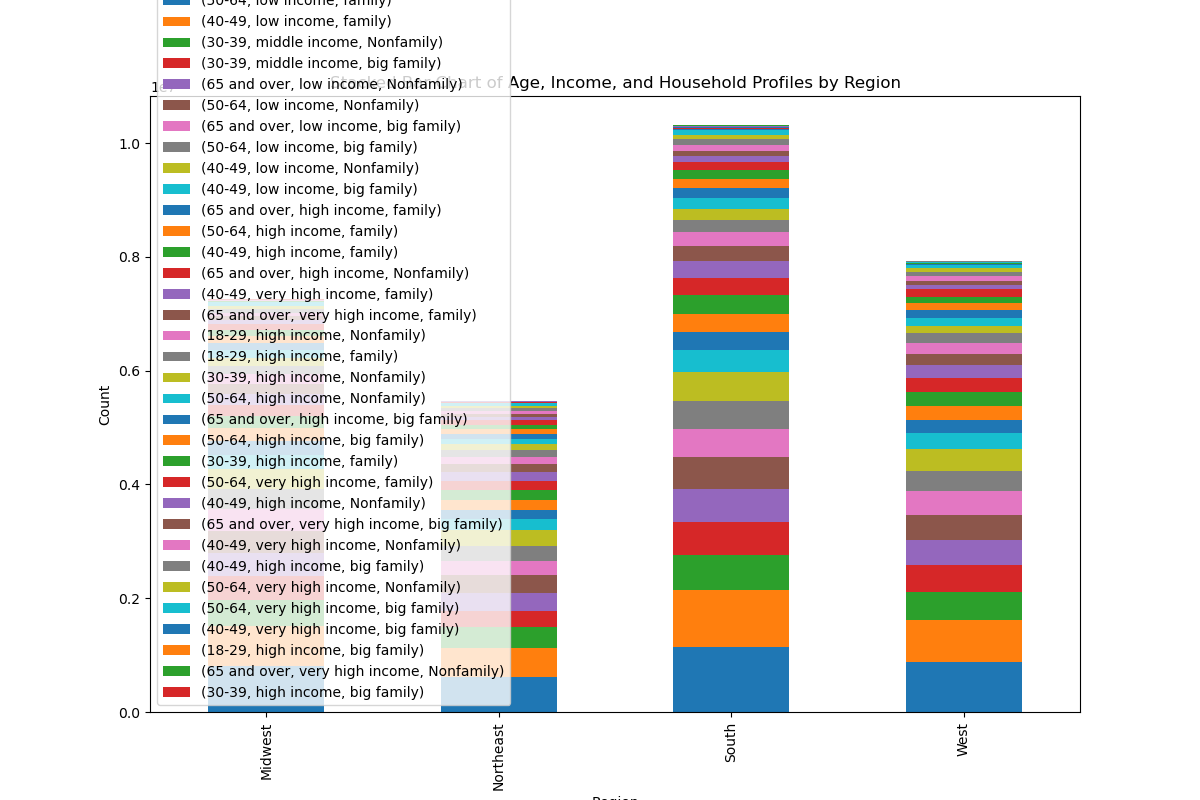 (50-64, low income, family)
(40-49, low income, family)
(30-39, middle income, Nonfamily)
(30-39, middle income, big family)
Stacked Bar Chart of Age, Income, and Household Profiles by Region
(65 and over, low income, Nonfamily)
(50-64, low income, Nonfamily)
(65 and over, low income, big family)
(50-64, low income, big family)
(40-49, low income, Nonfamily)
(40-49, low income, big family)
(65 and over, high income, family)
(50-64, high income, family)
(40-49, high income, family)
(65 and over, high income, Nonfamily)
(40-49, very high income, family)
(65 and over, very high income, family)
(18-29, high income, Nonfamily)
(18-29, high income, family)
(30-39, high income, Nonfamily)
(50-64, high income, Nonfamily)
(65 and over, high income, big family)
(50-64, high income, big family)
(30-39, high income, family)
(50-64, very high income, family)
(40-49, high income, Nonfamily)
(65 and over, very high income, big family)
(40-49, very high income, Nonfamily)
(40-49, high income, big family)
(50-64, very high income, Nonfamily)
(50-64, very high income, big family)
(40-49, very high income, big family)
(18-29, high income, big family)
(65 and over, very high income, Nonfamily)
(30-39, high income, big family)
1.0
0.8
0.6
0.4
0.2
0.0
Count
Midwest
Northeast
South
West
Region